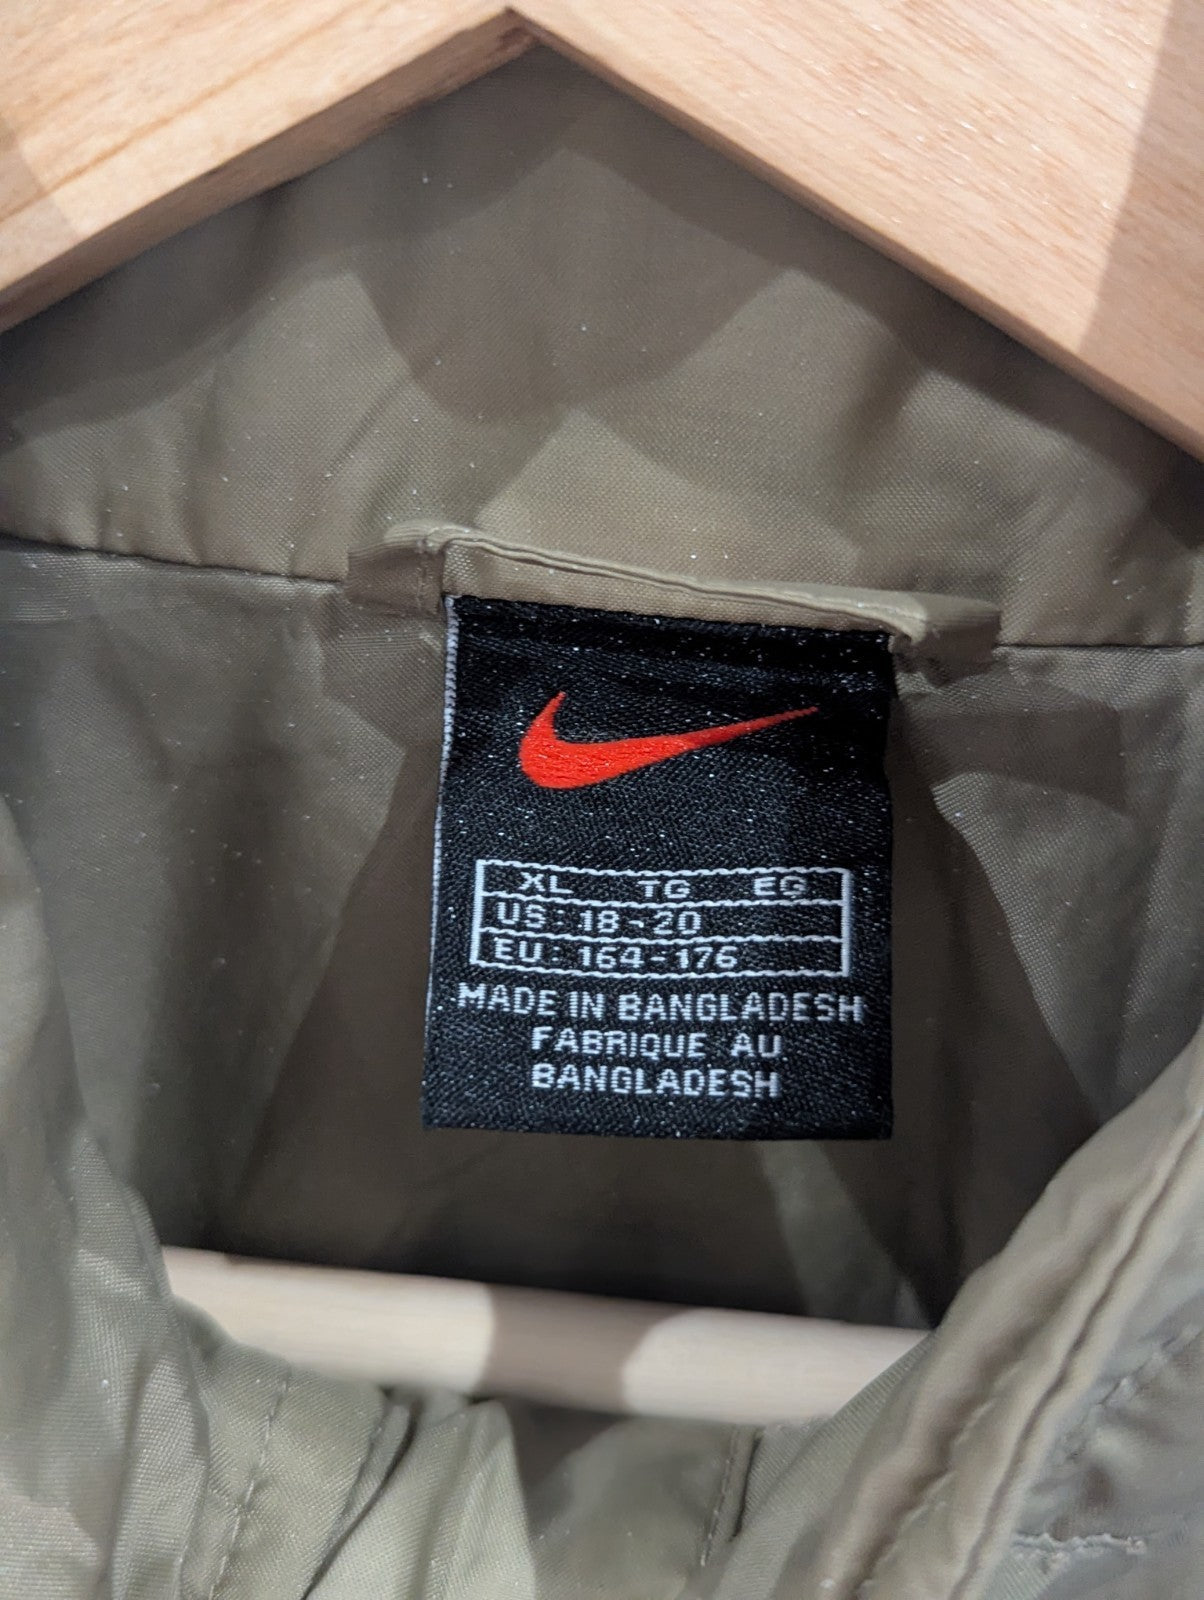 XL TG EG
US: 18-20
EU: 164-176
MADE IN BANGLADESH
FABRIQUE AU
BANGLADESH